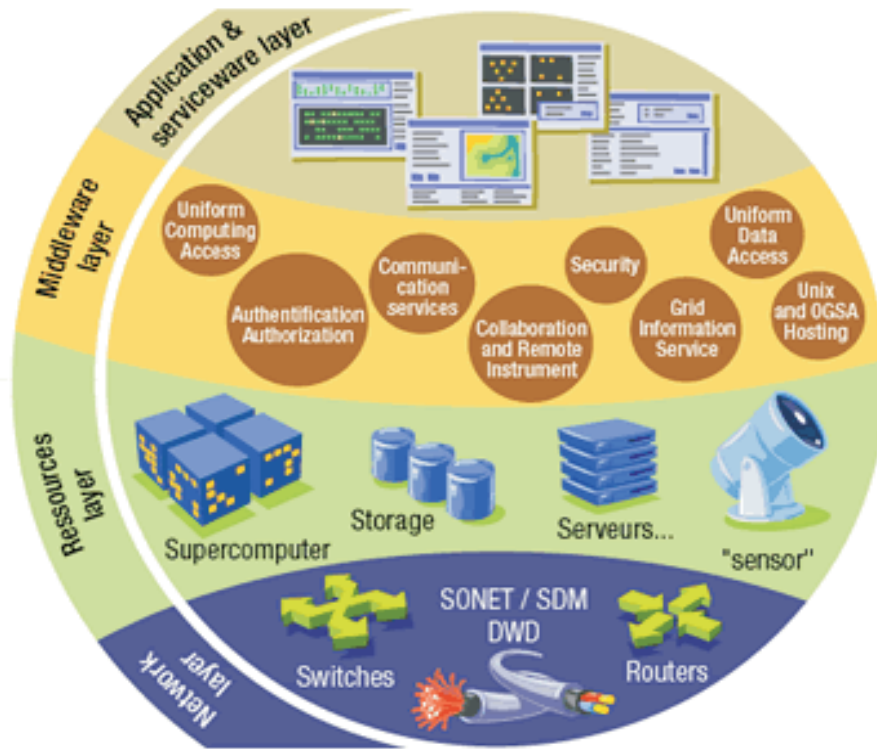 Application &
serviceware layer
Middleware
layer
Ressources
layer
Network
layer
Uniform
Computing
Access
Authentification
Authorization
Communi-
cation
services
Collaboration
and Remote
Instrument
Security
Grid
Information
Service
Uniform
Data
Access
Unix
and OGSA
Hosting
Supercomputer
Storage
Serveurs...
"sensor"
Switches
SONET / SDM
DWD
Routers